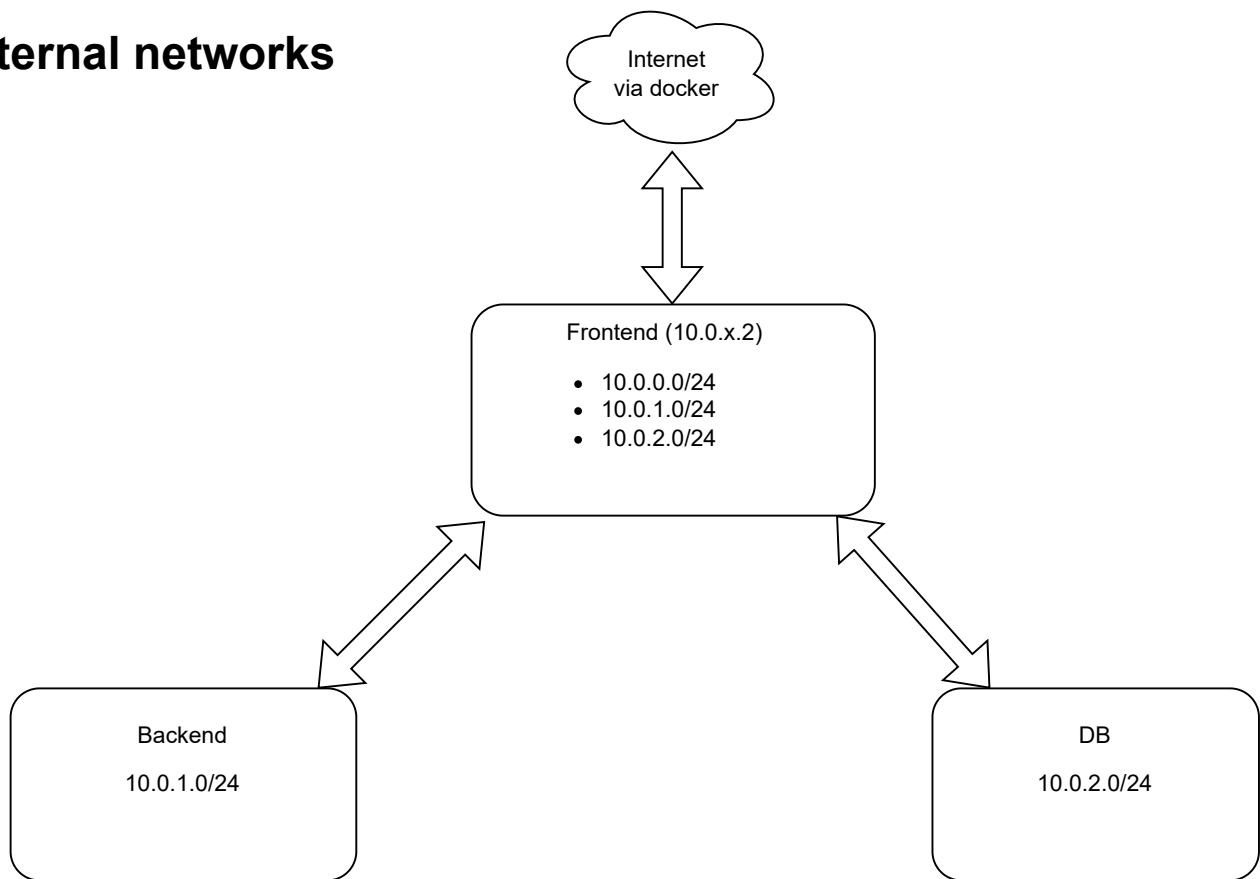 ternal networks
Internet
via docker
Frontend (10.0.x.2)
• 10.0.0.0/24
• 10.0.1.0/24
• 10.0.2.0/24
Backend
10.0.1.0/24
DB
10.0.2.0/24